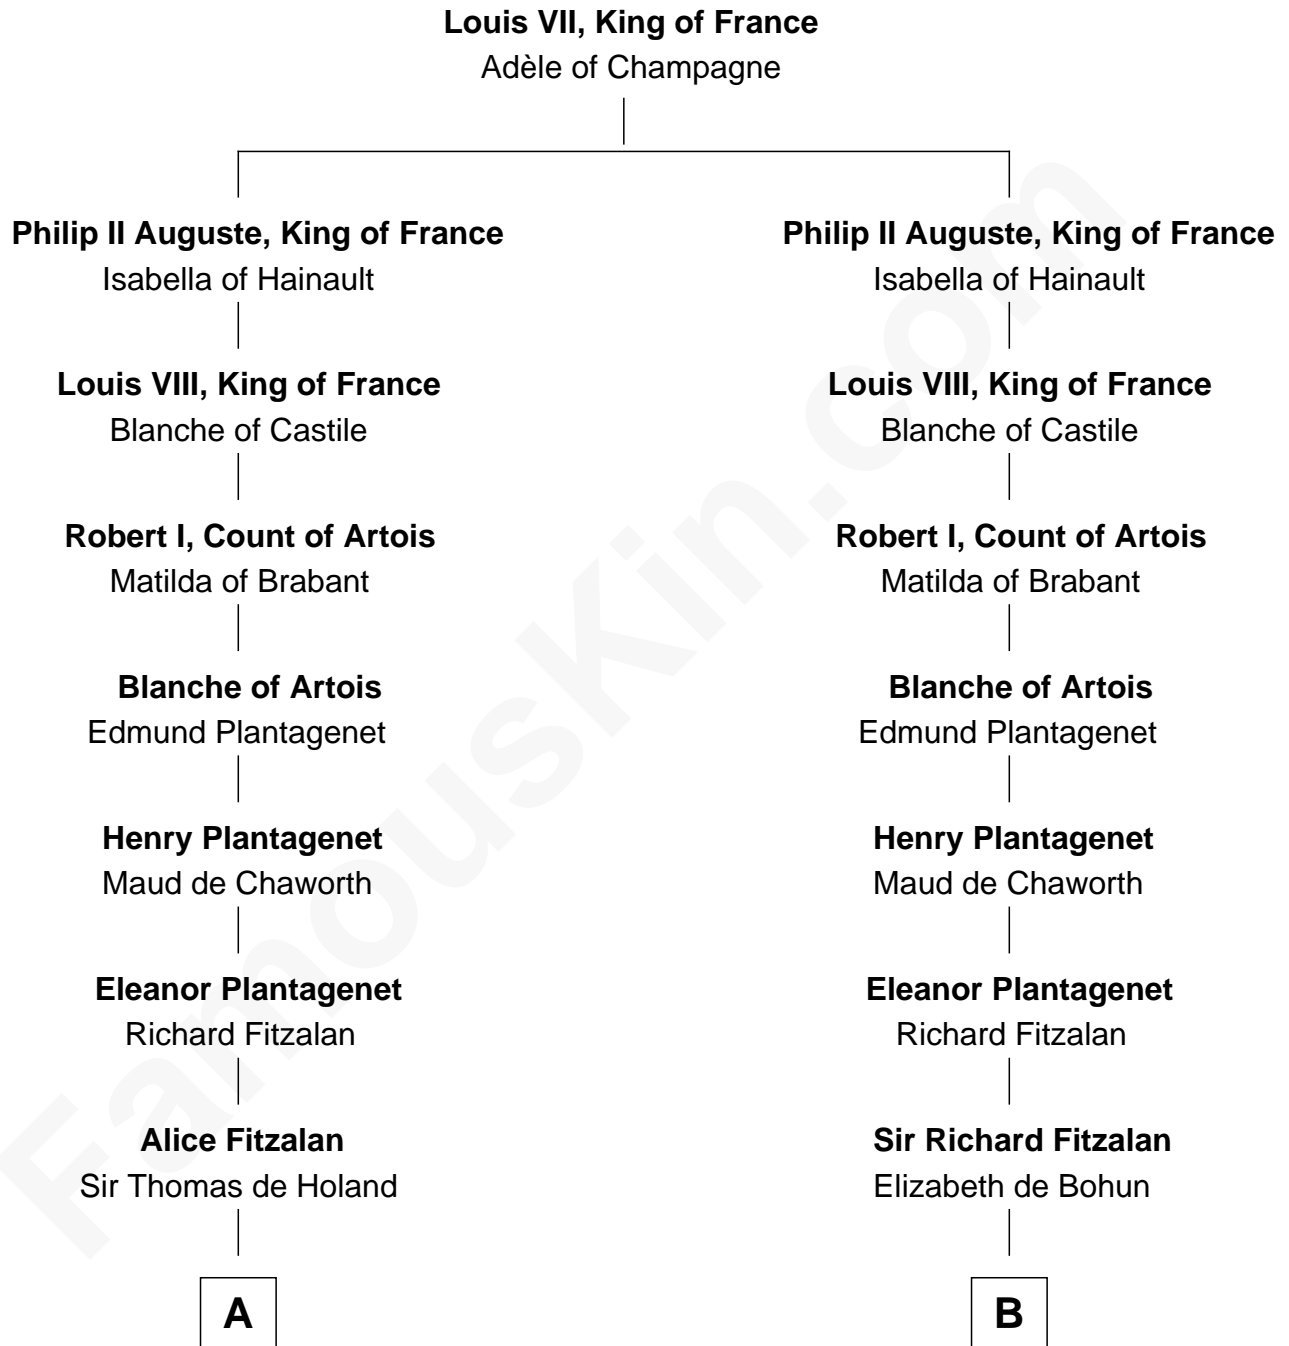 Louis VII, King of France
Adèle of Champagne
Philip II Auguste, King of France
Isabella of Hainault
Philip II Auguste, King of France
Isabella of Hainault
Louis VIII, King of France
Blanche of Castile
Louis VIII, King of France
Blanche of Castile
Robert I, Count of Artois
Matilda of Brabant
Robert I, Count of Artois
Matilda of Brabant
Blanche of Artois
Edmund Plantagenet
Blanche of Artois
Edmund Plantagenet
Henry Plantagenet
Maud de Chaworth
Henry Plantagenet
Maud de Chaworth
Eleanor Plantagenet
Richard Fitzalan
Eleanor Plantagenet
Richard Fitzalan
Alice Fitzalan
Sir Thomas de Holand
Sir Richard Fitzalan
Elizabeth de Bohun
A
B
FamousKin.com